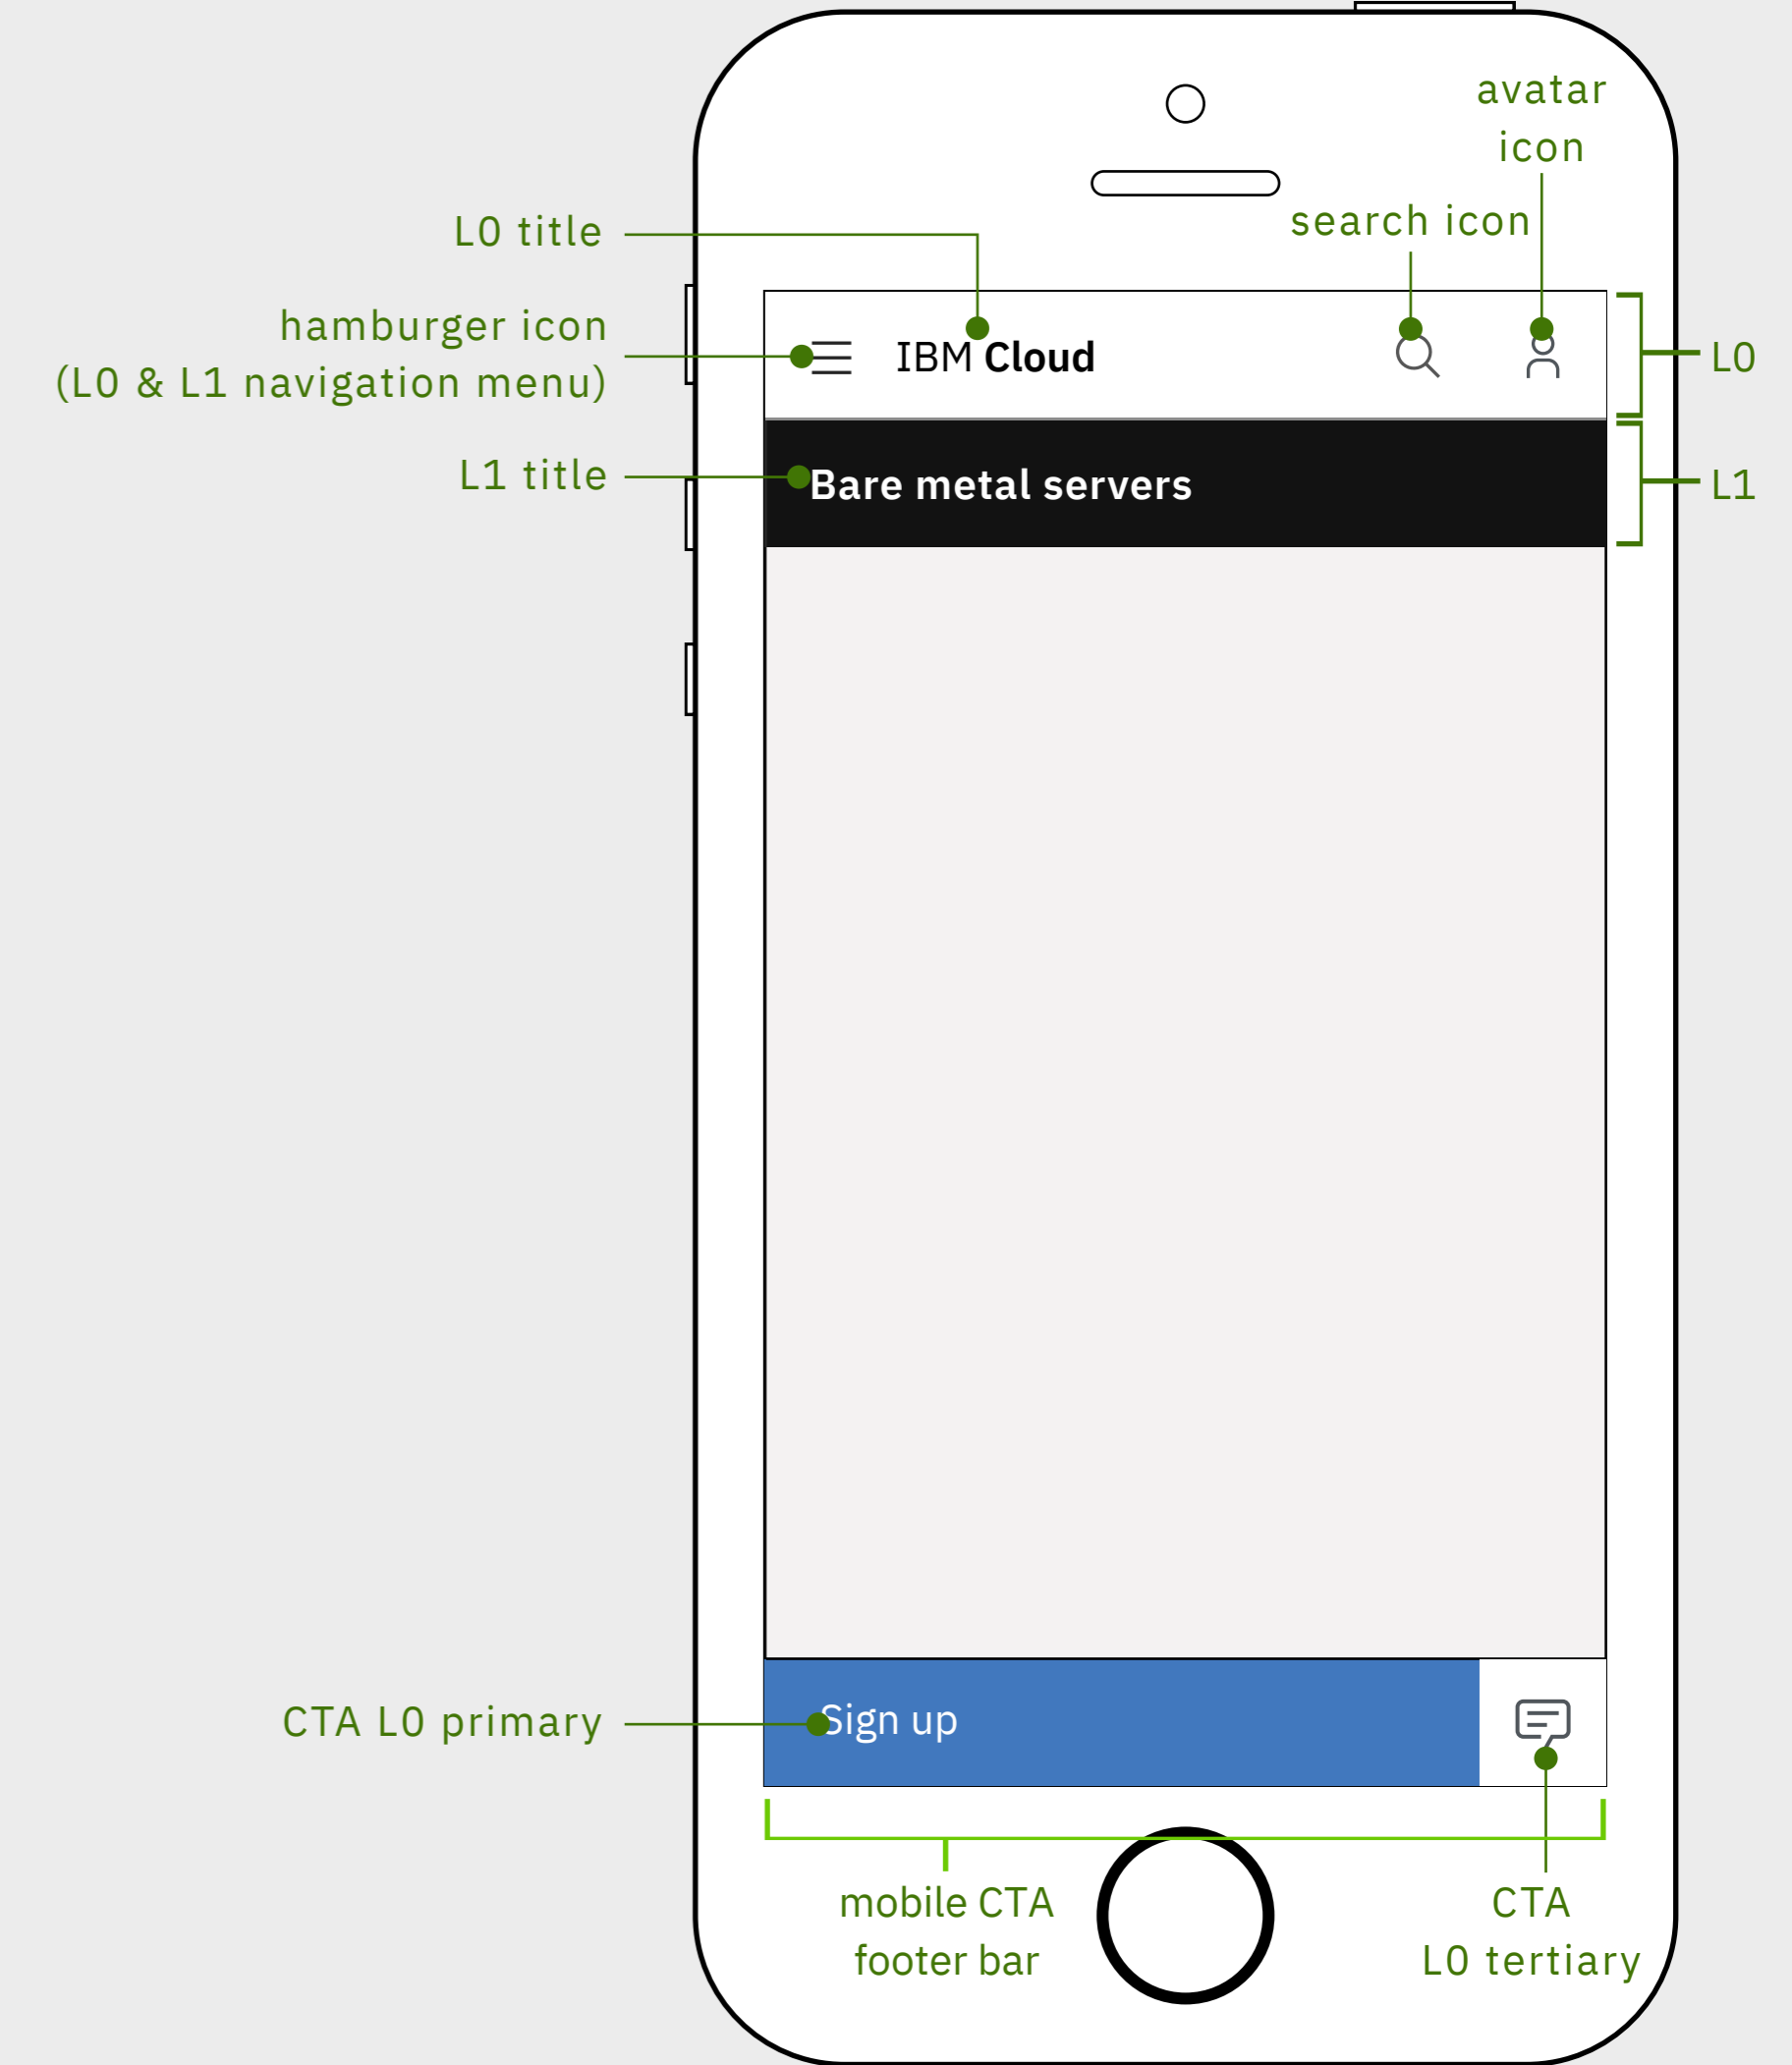 avatar
icon
search icon
L0 title
hamburger icon
(L0 & L1 navigation menu)
IBM Cloud
L0
L1 title
Bare metal servers
L1
CTA L0 primary
Sign up
mobile CTA
footer bar
CTA
L0 tertiary